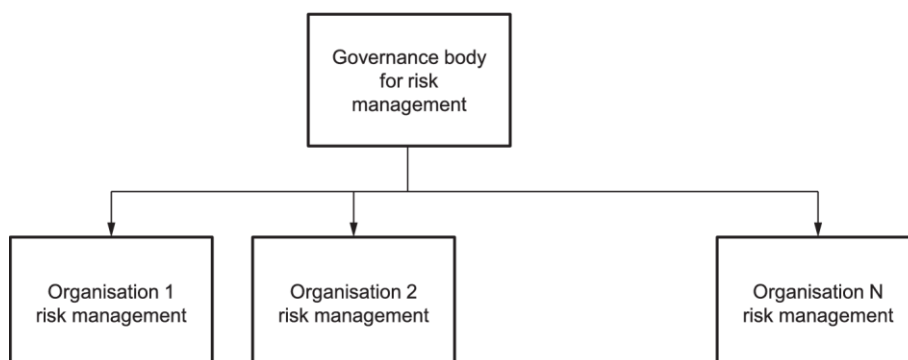 Governance body
for risk
management
Organisation 1
risk management
Organisation 2
risk management
Organisation N
risk management